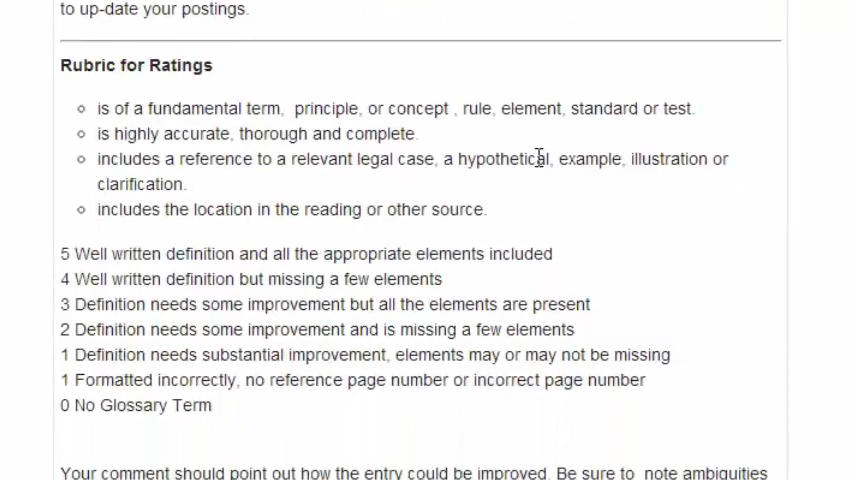 to up-date your postings.
Rubric for Ratings
is of a fundamental term, principle, or concept , rule, element, standard or test.
is highly accurate, thorough and complete.
includes a reference to a relevant legal case, a hypothetical, example, illustration or
clarification.
includes the location in the reading or other source.
5 Well written definition and all the appropriate elements included
4 Well written definition but missing a few elements
3 Definition needs some improvement but all the elements are present
2 Definition needs some improvement and is missing a few elements
1 Definition needs substantial improvement, elements may or may not be missing
1 Formatted incorrectly, no reference page number or incorrect page number
0 No Glossary Term
Your comment should point out how the entry could be improved. Be sure to note ambiguities